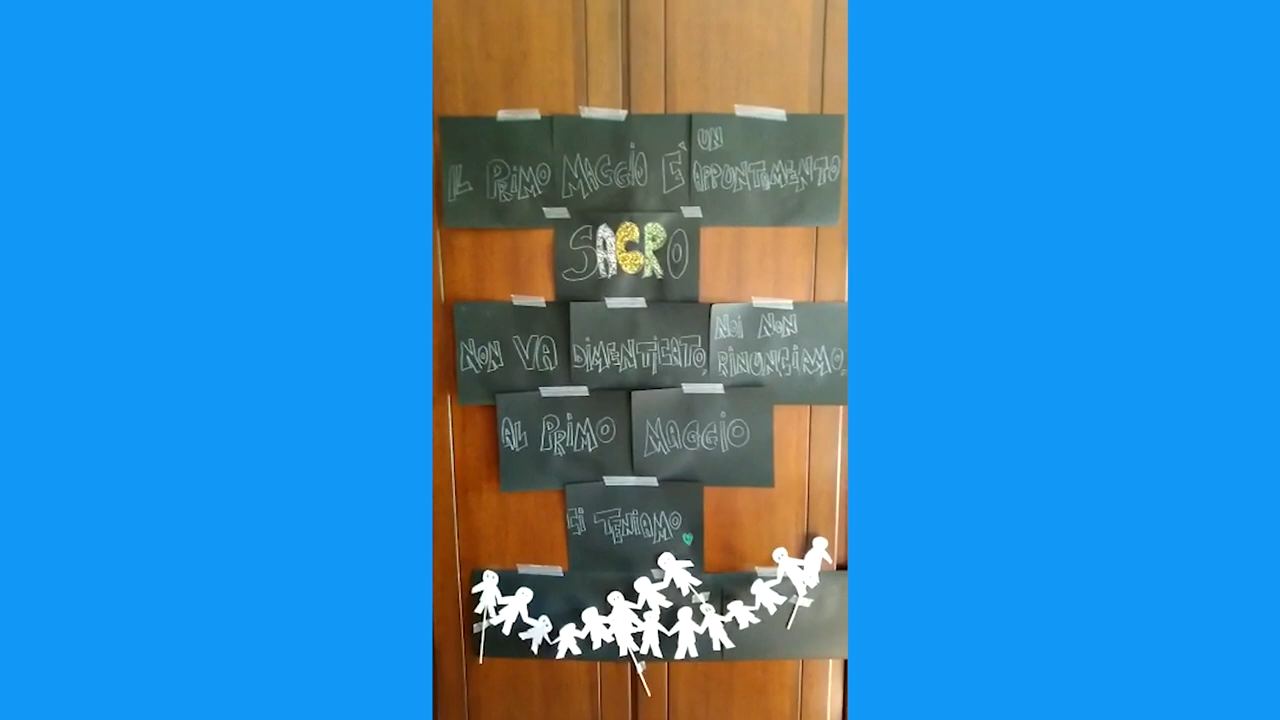 IL PRIMO MAGGIO È UN APPUNTAMENTO
SACRO
NON VA DIMENTICATO, NOI NON RINUNCIAMO,
AL PRIMO MAGGIO
CI TENIAMO